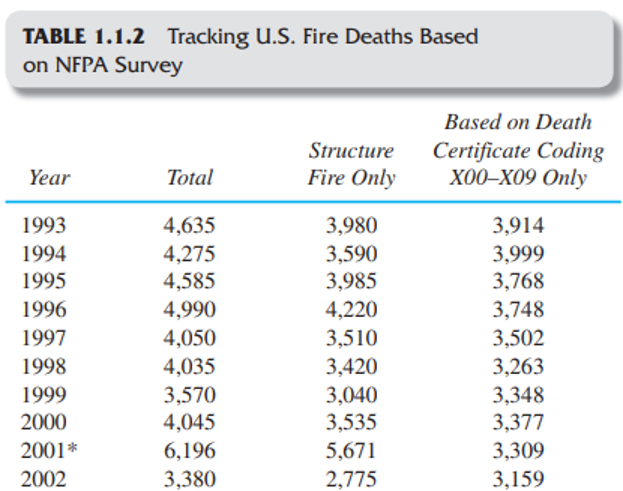 TABLE 1.1.2 Tracking U.S. Fire Deaths Based
on NFPA Survey
Based on Death
Structure Certificate Coding
Year Total Fire Only X00–X09 Only
1993 4,635 3,980 3,914
1994 4,275 3,590 3,999
1995 4,585 3,985 3,768
1996 4,990 4,220 3,748
1997 4,050 3,510 3,502
1998 4,035 3,420 3,263
1999 3,570 3,040 3,348
2000 4,045 3,535 3,377
2001* 6,196 5,671 3,309
2002 3,380 2,775 3,159